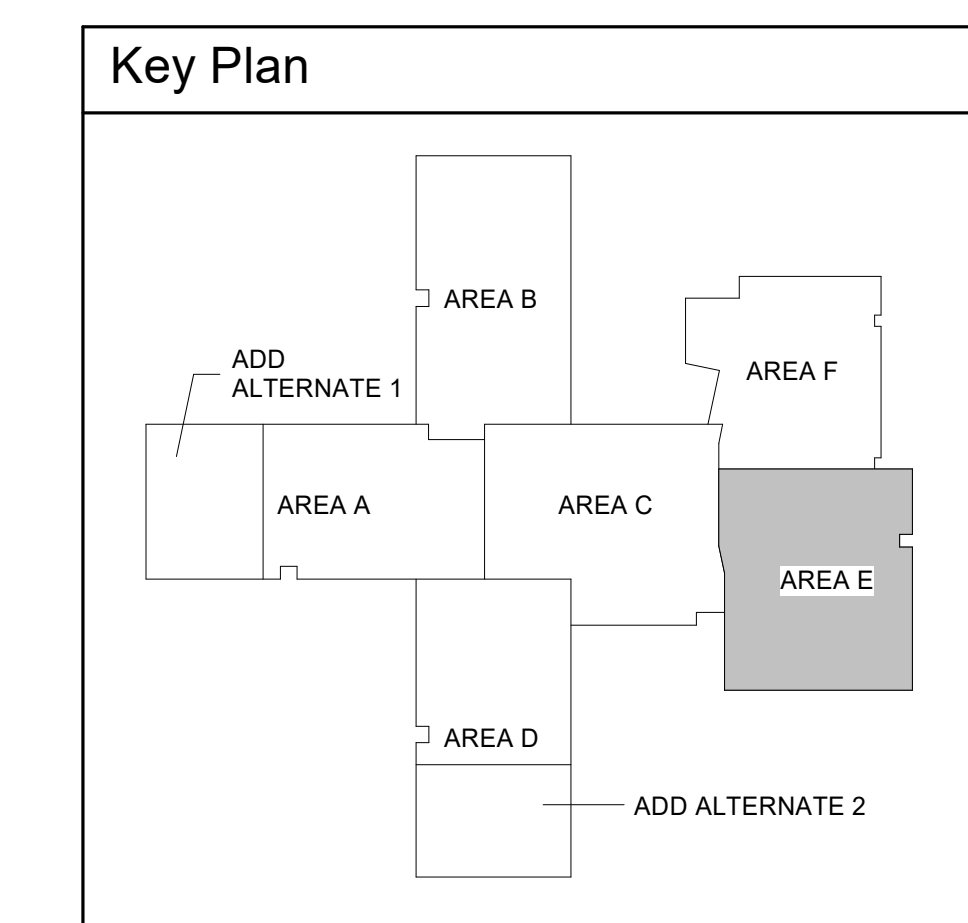 Key Plan
AREA B
ADD
ALTERNATE 1
AREA F
AREA A
AREA C
AREA E
AREA D
ADD ALTERNATE 2